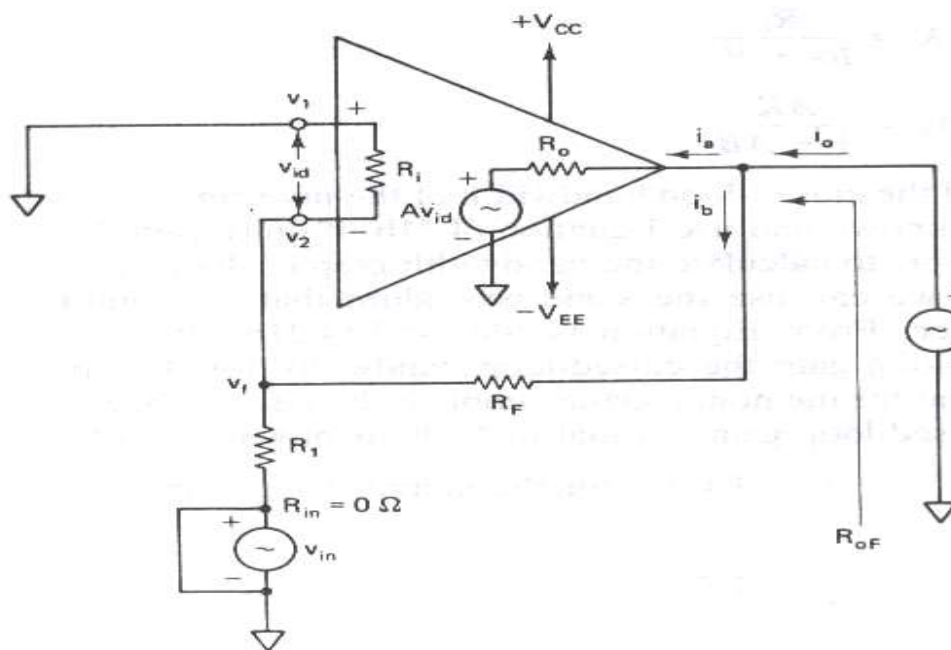 +V_CC
v_1
+
R_i
v_id
v_2
−
R_o
+
Av_id
−
−V_EE
i_a
i_o
i_b
v_f
R_F
R_1
R_in = 0 Ω
+
v_in
−
R_oF